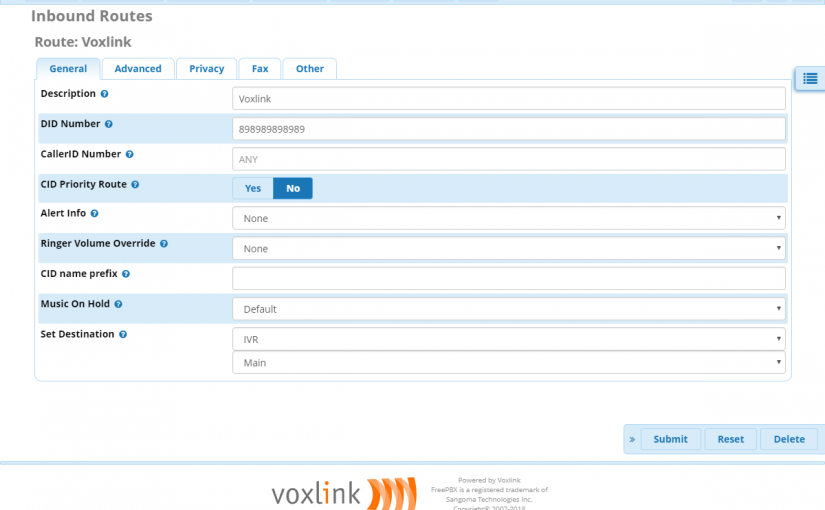 Inbound Routes
Route: Voxlink
General Advanced Privacy Fax Other
Description
Voxlink
DID Number
898989898989
CallerID Number
ANY
CID Priority Route
Yes No
Alert Info
None
Ringer Volume Override
None
CID name prefix
Music On Hold
Default
Set Destination
IVR
Main
» Submit Reset Delete
voxlink
Powered by Voxlink
FreePBX is a registered trademark of
Sangoma Technologies Inc.
Copyright© 2007-2018